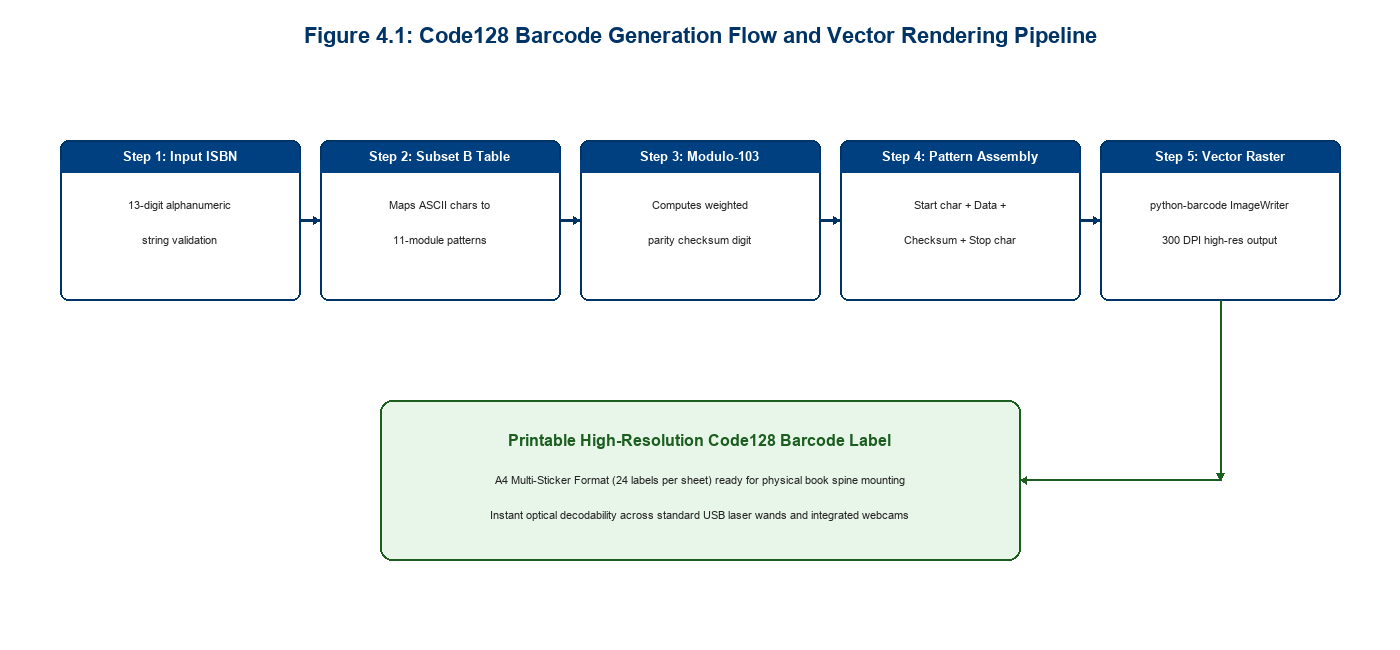 Figure 4.1: Code128 Barcode Generation Flow and Vector Rendering Pipeline
Step 1: Input ISBN
13-digit alphanumeric
string validation
Step 2: Subset B Table
Maps ASCII chars to
11-module patterns
Step 3: Modulo-103
Computes weighted
parity checksum digit
Step 4: Pattern Assembly
Start char + Data +
Checksum + Stop char
Step 5: Vector Raster
python-barcode ImageWriter
300 DPI high-res output
Printable High-Resolution Code128 Barcode Label
A4 Multi-Sticker Format (24 labels per sheet) ready for physical book spine mounting
Instant optical decodability across standard USB laser wands and integrated webcams